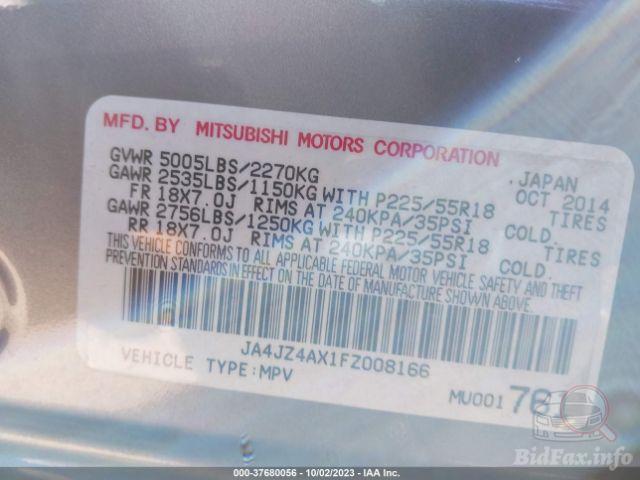 MFD. BY MITSUBISHI MOTORS CORPORATION
GVWR 5005LBS/2270KG .JAPAN
GAWR 2535LBS/1150KG WITH P225/55R18 OCT 2014
FR 18X7.0J RIMS AT 240KPA/35PSI TIRES
GAWR 2756LBS/1250KG WITH P225/55R18 COLD.
RR 18X7.0J RIMS AT 240KPA/35PSI TIRES
COLD.
THIS VEHICLE CONFORMS TO ALL APPLICABLE FEDERAL MOTOR VEHICLE SAFETY AND THEFT
PREVENTION STANDARDS IN EFFECT ON THE DATE OF MANUFACTURE SHOWN ABOVE.
JA4JZ4AX1FZ008166
VEHICLE TYPE:MPV
MU001
000-37680056 - 10/02/2023 - IAA Inc.
BidFax.info